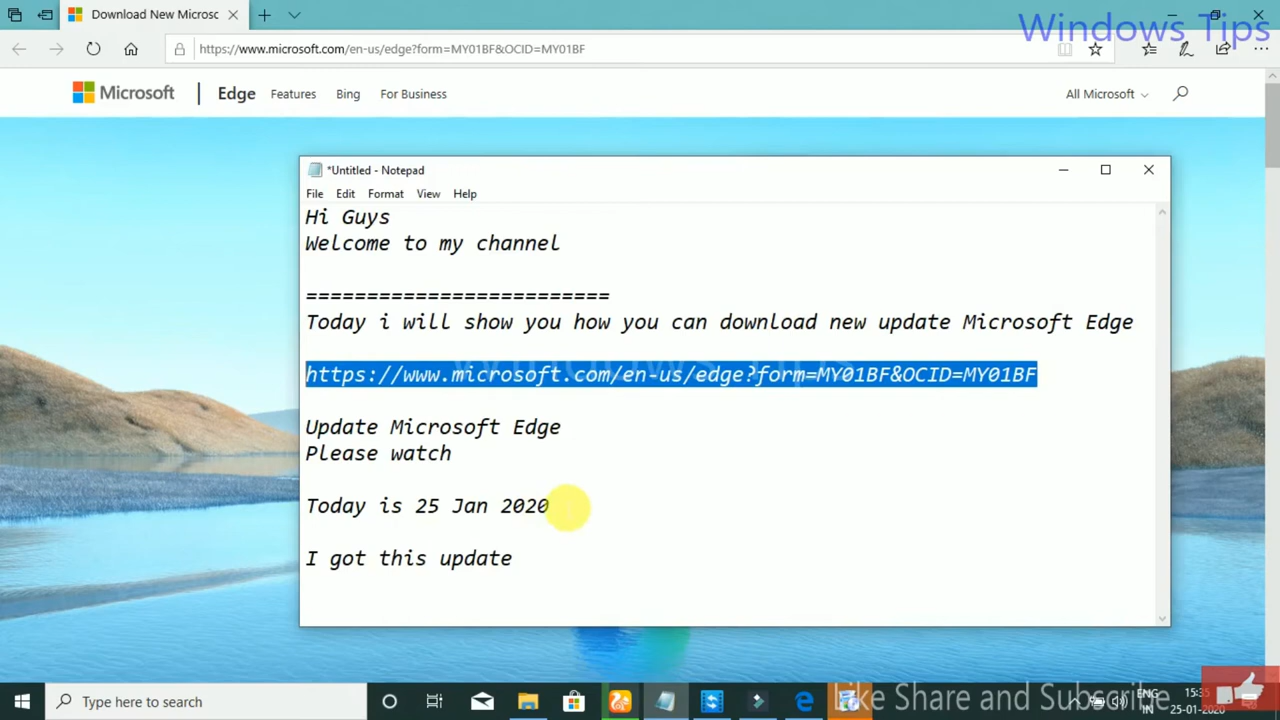 Download New Microsc
Windows Tips
https://www.microsoft.com/en-us/edge?form=MY01BF&OCID=MY01BF
Microsoft
Edge
Features
Bing
For Business
All Microsoft
*Untitled - Notepad
File Edit Format View Help
Hi Guys
Welcome to my channel
=========================
Today i will show you how you can download new update Microsoft Edge
https://www.microsoft.com/en-us/edge?form=MY01BF&OCID=MY01BF
Windows Tips
Update Microsoft Edge
Please watch
Today is 25 Jan 2020
I got this update
Type here to search
Like Share and Subscribe
ENG
IN
15:35
25-01-2020